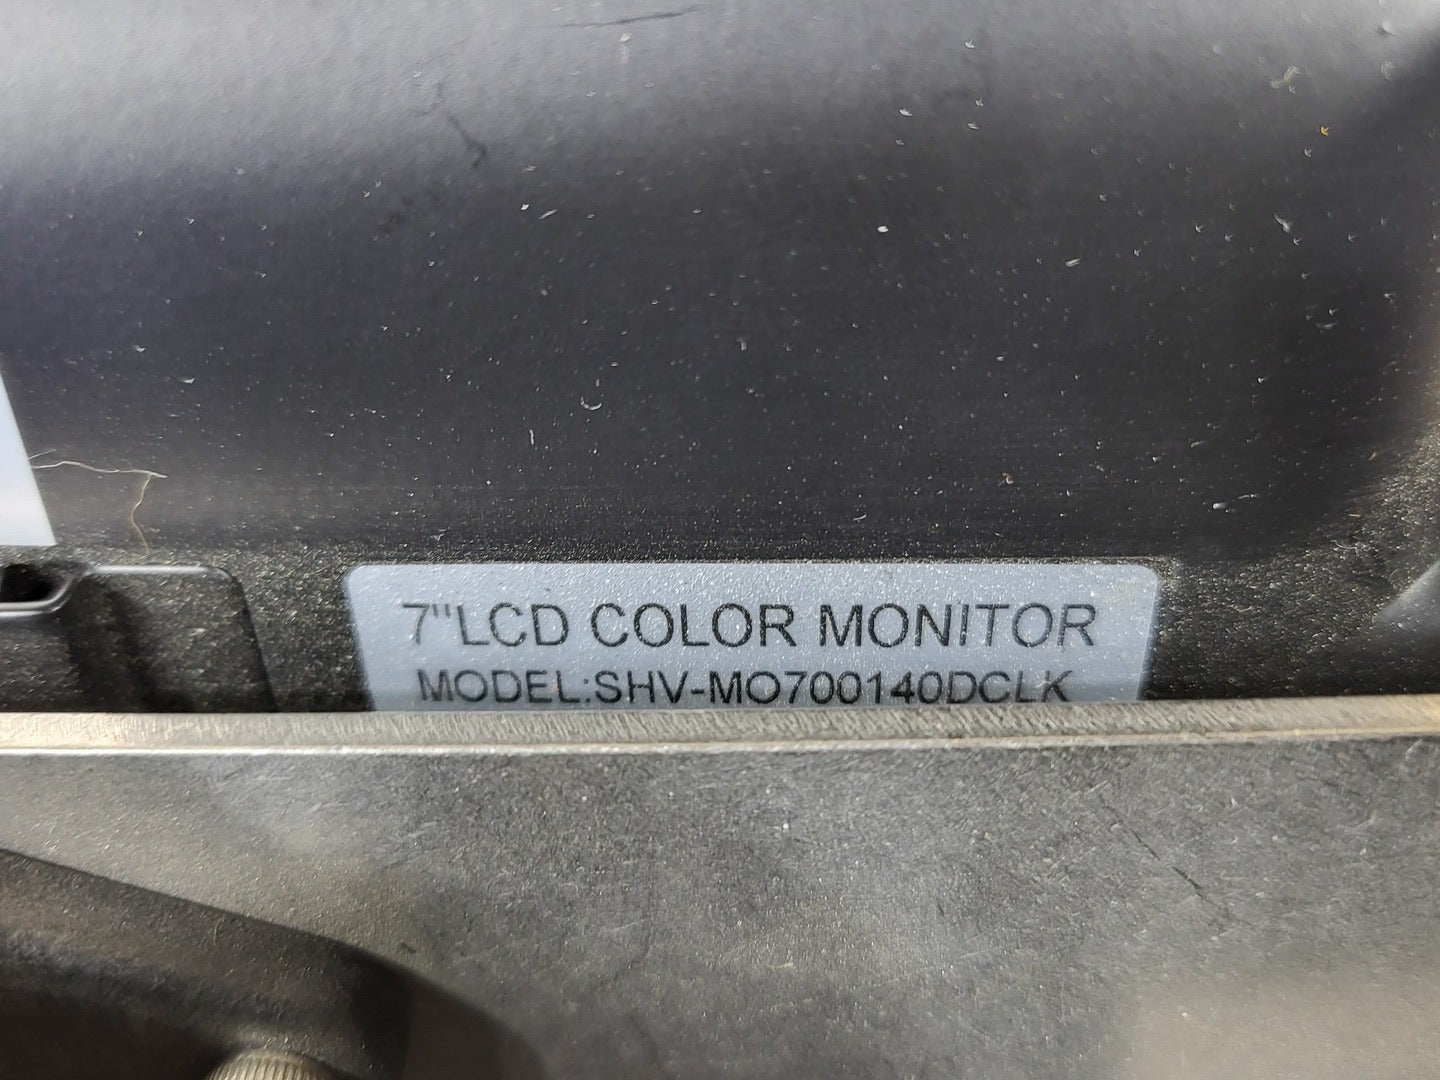 7"LCD COLOR MONITOR
MODEL:SHV-MO700140DCLK